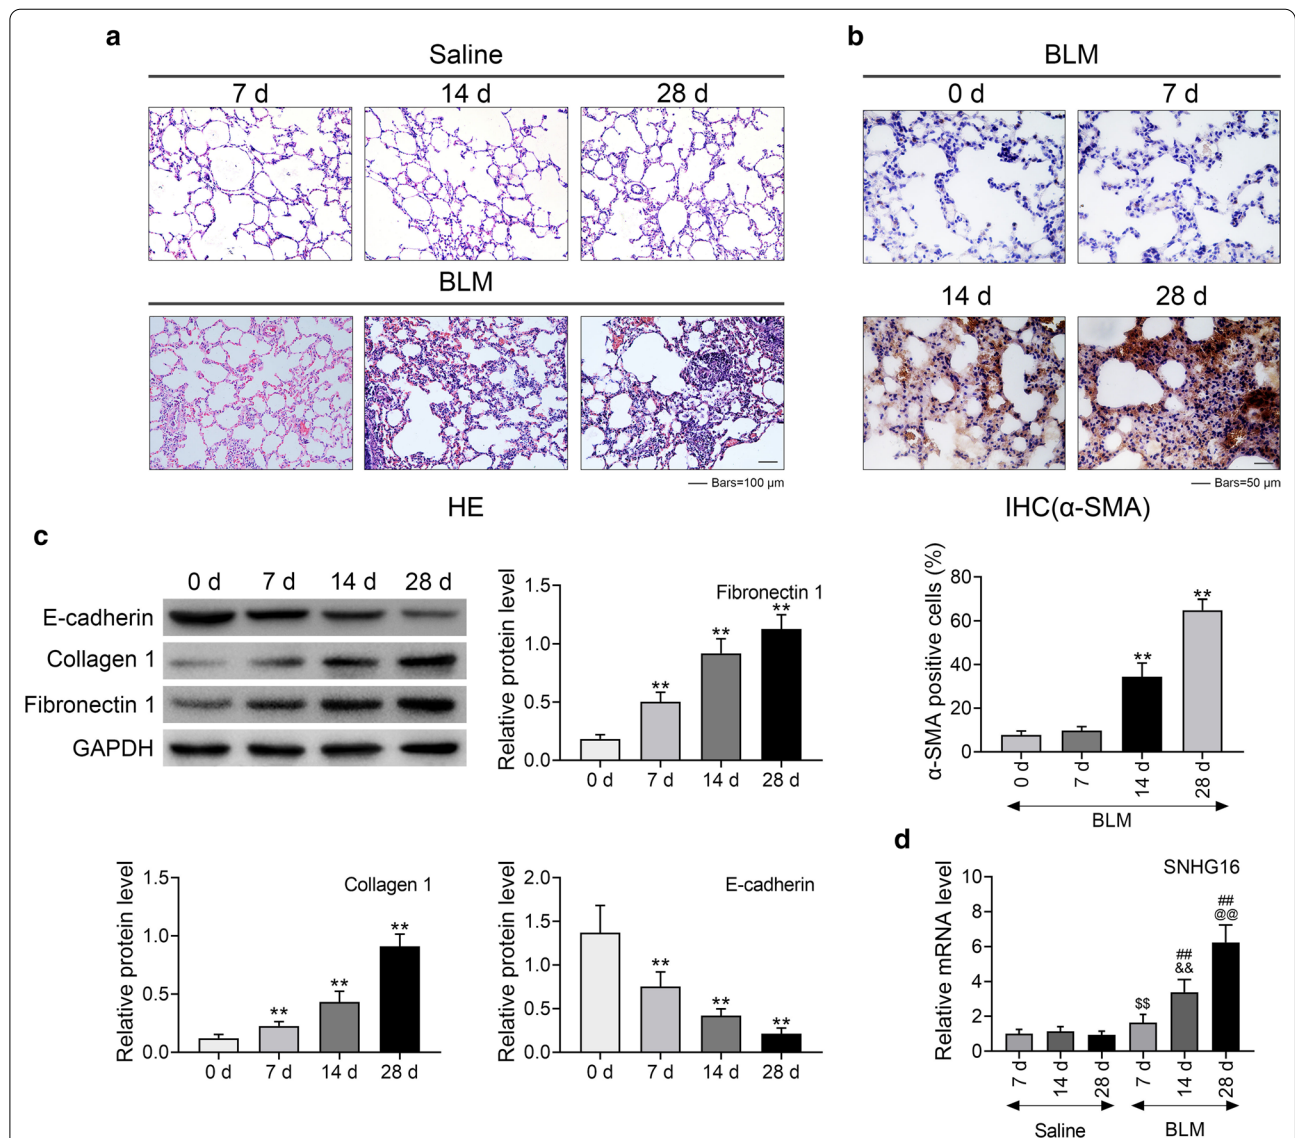 a
Saline
7 d 14 d 28 d
BLM
Bars=100 μm
HE
b
BLM
0 d 7 d
14 d 28 d
Bars=50 μm
IHC(α-SMA)
α-SMA positive cells (%)
80
60
40
20
0
**
**
0 d 7 d 14 d 28 d
BLM
c
0 d 7 d 14 d 28 d
E-cadherin
Collagen 1
Fibronectin 1
GAPDH
Relative protein level
Fibronectin 1
1.5
1.0
0.5
0.0
**
**
**
0 d 7 d 14 d 28 d
Relative protein level
Collagen 1
1.5
1.0
0.5
0.0
**
**
**
0 d 7 d 14 d 28 d
Relative protein level
E-cadherin
2.0
1.5
1.0
0.5
0.0
**
**
**
0 d 7 d 14 d 28 d
d
SNHG16
Relative mRNA level
10
8
6
4
2
0
$$
##
&&
##
@@
7 d 14 d 28 d 7 d 14 d 28 d
Saline BLM